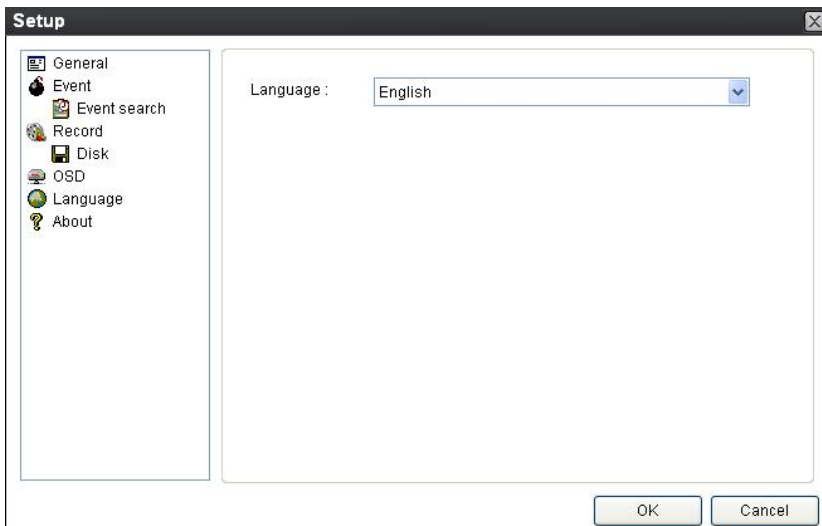 Setup
General
Event
Event search
Record
Disk
OSD
Language
About
Language :
English
OK
Cancel